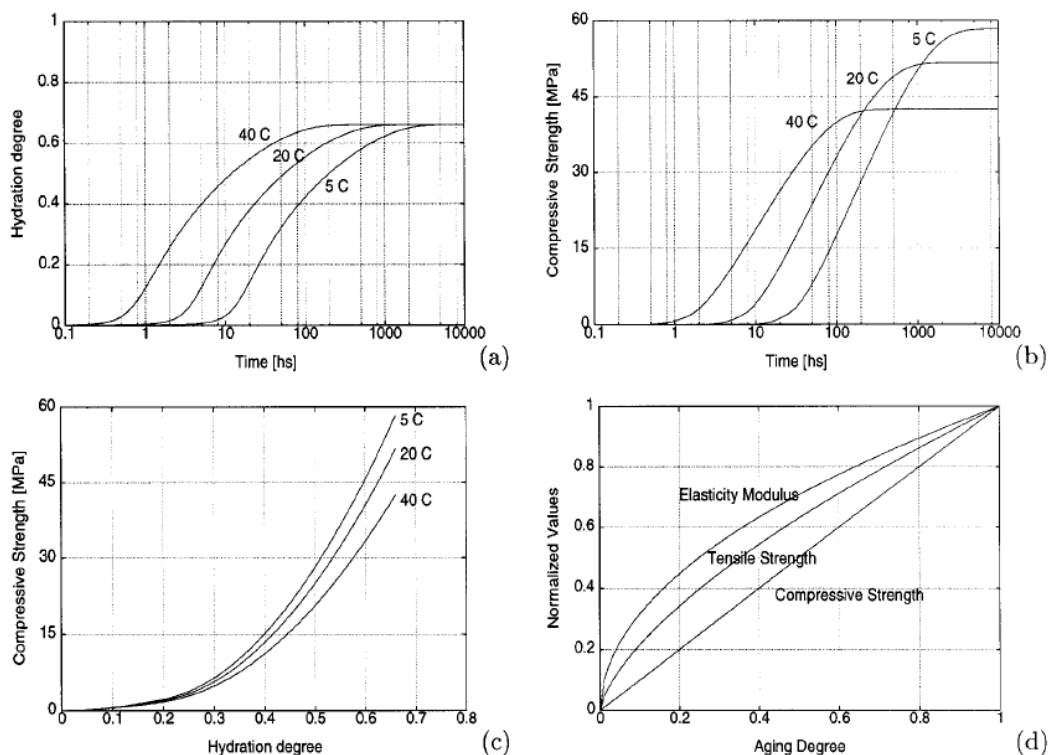 1
0.8
0.6
0.4
0.2
0
Hydration degree
40 C
20 C
5 C
0.1 1 10 100 1000 10000
Time [hs]
(a)
60
45
30
15
0
Compressive Strength [MPa]
5 C
20 C
40 C
0.1 1 10 100 1000 10000
Time [hs]
(b)
60
45
30
15
0
Compressive Strength [MPa]
5 C
20 C
40 C
0 0.1 0.2 0.3 0.4 0.5 0.6 0.7 0.8
Hydration degree
(c)
1
0.8
0.6
0.4
0.2
0
Normalized Values
Elasticity Modulus
Tensile Strength
Compressive Strength
0 0.2 0.4 0.6 0.8 1
Aging Degree
(d)